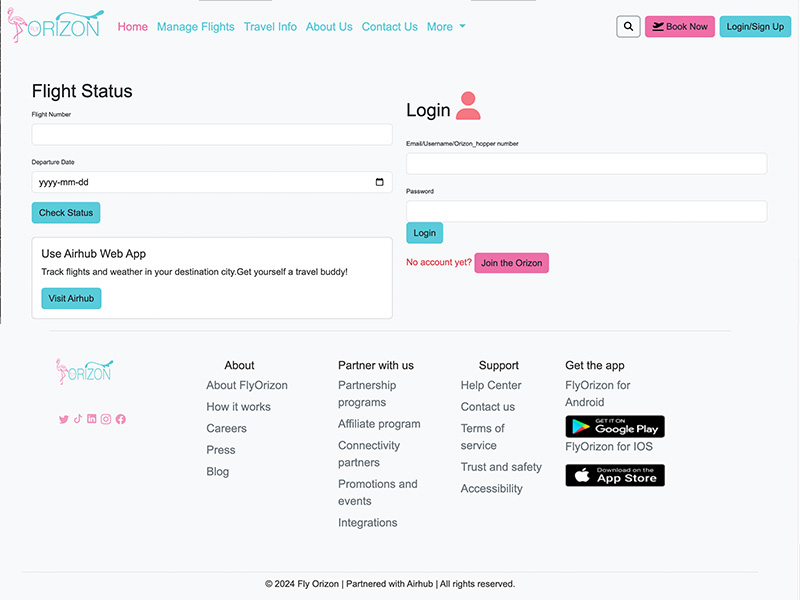 FLY ORIZON
Home Manage Flights Travel Info About Us Contact Us More
Book Now
Login/Sign Up
Flight Status
Flight Number
Departure Date
yyyy-mm-dd
Check Status
Use Airhub Web App
Track flights and weather in your destination city.Get yourself a travel buddy!
Visit Airhub
Login
Email/Username/Orizon_hopper number
Password
Login
No account yet? Join the Orizon
ORIZON
About
About FlyOrizon
How it works
Careers
Press
Blog
Partner with us
Partnership
programs
Affiliate program
Connectivity
partners
Promotions and
events
Integrations
Support
Help Center
Contact us
Terms of
service
Trust and safety
Accessibility
Get the app
FlyOrizon for
Android
GET IT ON
Google Play
FlyOrizon for IOS
Download on the
App Store
© 2024 Fly Orizon | Partnered with Airhub | All rights reserved.